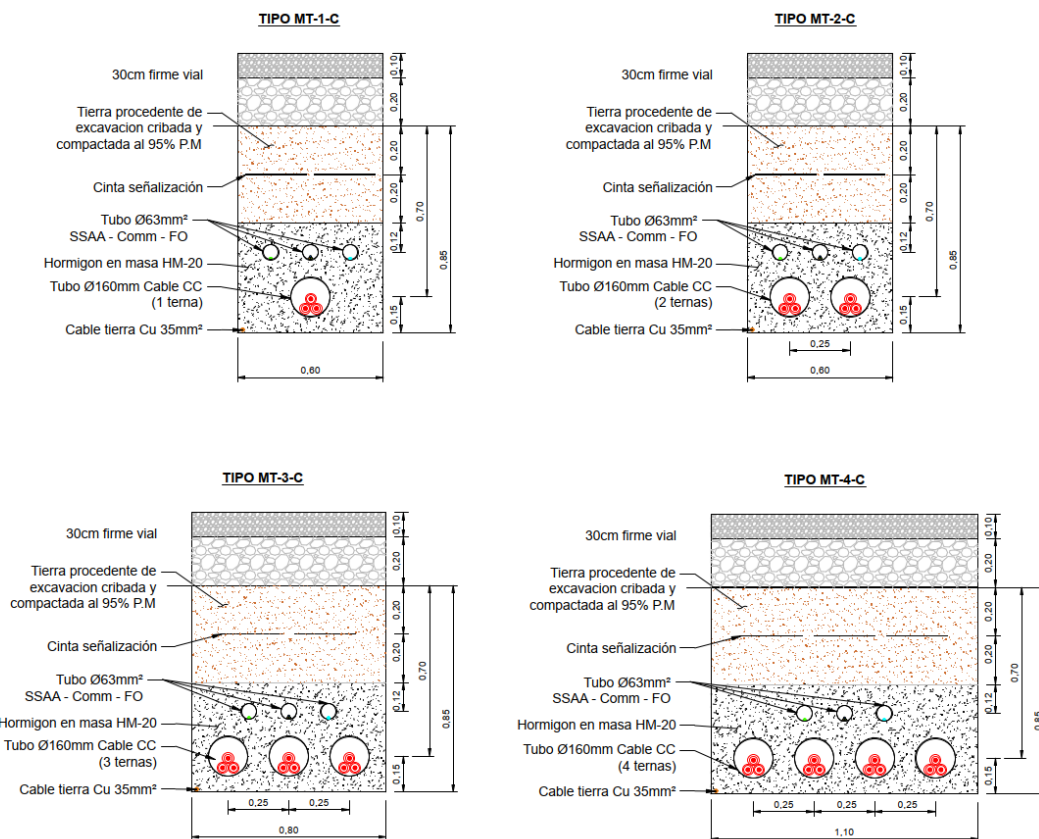 TIPO MT-1-C
30cm firme vial
Tierra procedente de
excavacion cribada y
compactada al 95% P.M
Cinta señalización
Tubo Ø63mm²
SSAA - Comm - FO
Hormigon en masa HM-20
Tubo Ø160mm Cable CC
(1 terna)
Cable tierra Cu 35mm²
0,10
0,20
0,20
0,20
0,12
0,15
0,70
0,85
0,60
TIPO MT-2-C
30cm firme vial
Tierra procedente de
excavacion cribada y
compactada al 95% P.M
Cinta señalización
Tubo Ø63mm²
SSAA - Comm - FO
Hormigon en masa HM-20
Tubo Ø160mm Cable CC
(2 ternas)
Cable tierra Cu 35mm²
0,10
0,20
0,20
0,20
0,12
0,15
0,70
0,85
0,25
0,60
TIPO MT-3-C
30cm firme vial
Tierra procedente de
excavacion cribada y
compactada al 95% P.M
Cinta señalización
Tubo Ø63mm²
SSAA - Comm - FO
Hormigon en masa HM-20
Tubo Ø160mm Cable CC
(3 ternas)
Cable tierra Cu 35mm²
0,10
0,20
0,20
0,20
0,12
0,15
0,70
0,85
0,25
0,25
0,80
TIPO MT-4-C
30cm firme vial
Tierra procedente de
excavacion cribada y
compactada al 95% P.M
Cinta señalización
Tubo Ø63mm²
SSAA - Comm - FO
Hormigon en masa HM-20
Tubo Ø160mm Cable CC
(4 ternas)
Cable tierra Cu 35mm²
0,10
0,20
0,20
0,20
0,12
0,15
0,70
0,85
0,25
0,25
0,25
1,10